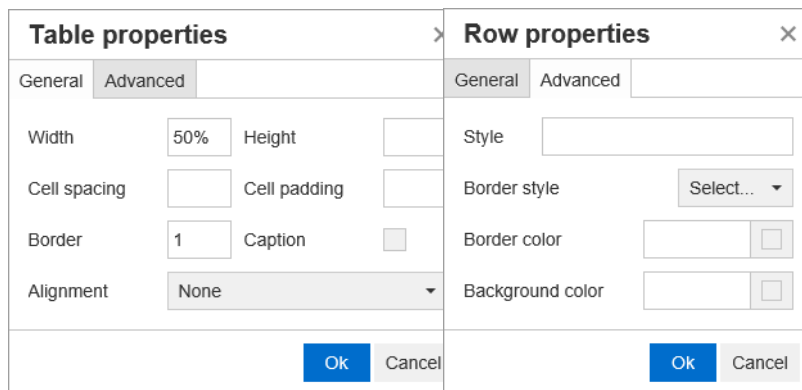 Table properties
General Advanced
Width 50% Height
Cell spacing Cell padding
Border 1 Caption
Alignment None
Ok Cancel
Row properties
General Advanced
Style
Border style Select...
Border color
Background color
Ok Cancel